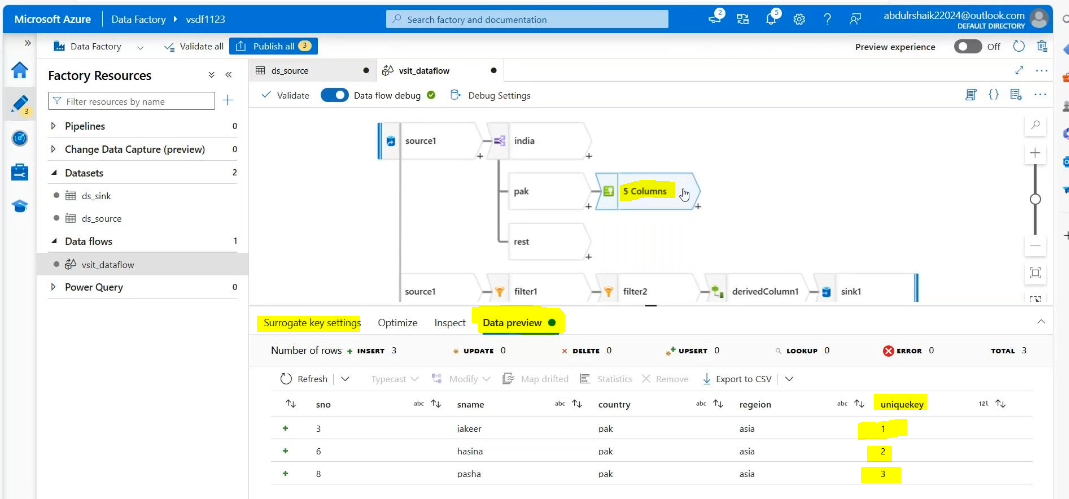 Microsoft Azure | Data Factory ▸ vsdf1123
Search factory and documentation
2
5
abdulrshaik22024@outlook.com
DEFAULT DIRECTORY
» Data Factory Validate all Publish all 3
Preview experience Off
3
Factory Resources
Filter resources by name
Pipelines 0
Change Data Capture (preview) 0
Datasets 2
ds_sink
ds_source
Data flows 1
vsit_dataflow
Power Query 0
ds_source vsit_dataflow
Validate Data flow debug Debug Settings
source1 india
pak 5 Columns
rest
source1 filter1 filter2 derivedColumn1 sink1
Surrogate key settings Optimize Inspect Data preview
Number of rows + INSERT 3 UPDATE 0 × DELETE 0 UPSERT 0 LOOKUP 0 ERROR 0 TOTAL 3
Refresh Typecast Modify Map drifted Statistics Remove Export to CSV
sno abc sname abc country abc regeion abc uniquekey 12l
+ 3 iakeer pak asia 1
+ 6 hasina pak asia 2
+ 8 pasha pak asia 3